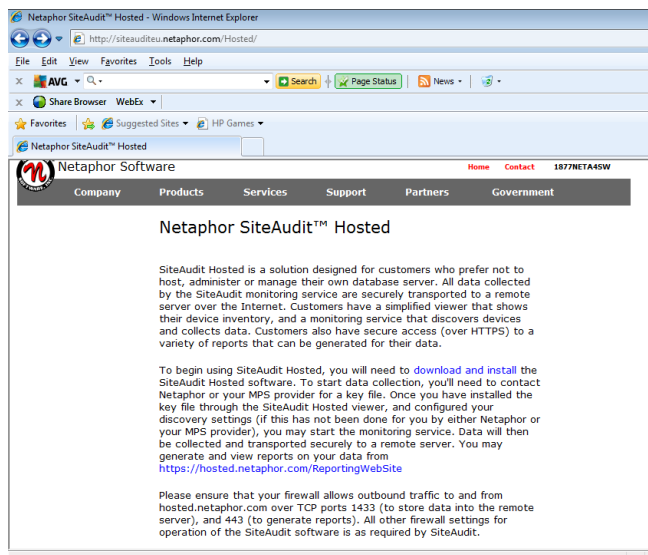 Netaphor SiteAudit™ Hosted - Windows Internet Explorer
http://siteauditeu.netaphor.com/Hosted/
File Edit View Favorites Tools Help
x AVG Search Page Status News
x Share Browser WebEx
Favorites Suggested Sites HP Games
Netaphor SiteAudit™ Hosted
Netaphor Software Home Contact 1877NETA4SW
Company Products Services Support Partners Government
Netaphor SiteAudit™ Hosted
SiteAudit Hosted is a solution designed for customers who prefer not to
host, administer or manage their own database server. All data collected
by the SiteAudit monitoring service are securely transported to a remote
server over the Internet. Customers have a simplified viewer that shows
their device inventory, and a monitoring service that discovers devices
and collects data. Customers also have secure access (over HTTPS) to a
variety of reports that can be generated for their data.
To begin using SiteAudit Hosted, you will need to download and install the
SiteAudit Hosted software. To start data collection, you'll need to contact
Netaphor or your MPS provider for a key file. Once you have installed the
key file through the SiteAudit Hosted viewer, and configured your
discovery settings (if this has not been done for you by either Netaphor or
your MPS provider), you may start the monitoring service. Data will then
be collected and transported securely to a remote server. You may
generate and view reports on your data from
https://hosted.netaphor.com/ReportingWebSite
Please ensure that your firewall allows outbound traffic to and from
hosted.netaphor.com over TCP ports 1433 (to store data into the remote
server), and 443 (to generate reports). All other firewall settings for
operation of the SiteAudit software is as required by SiteAudit.